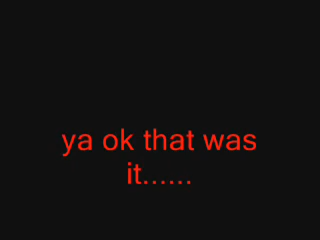 ya ok that was
it......